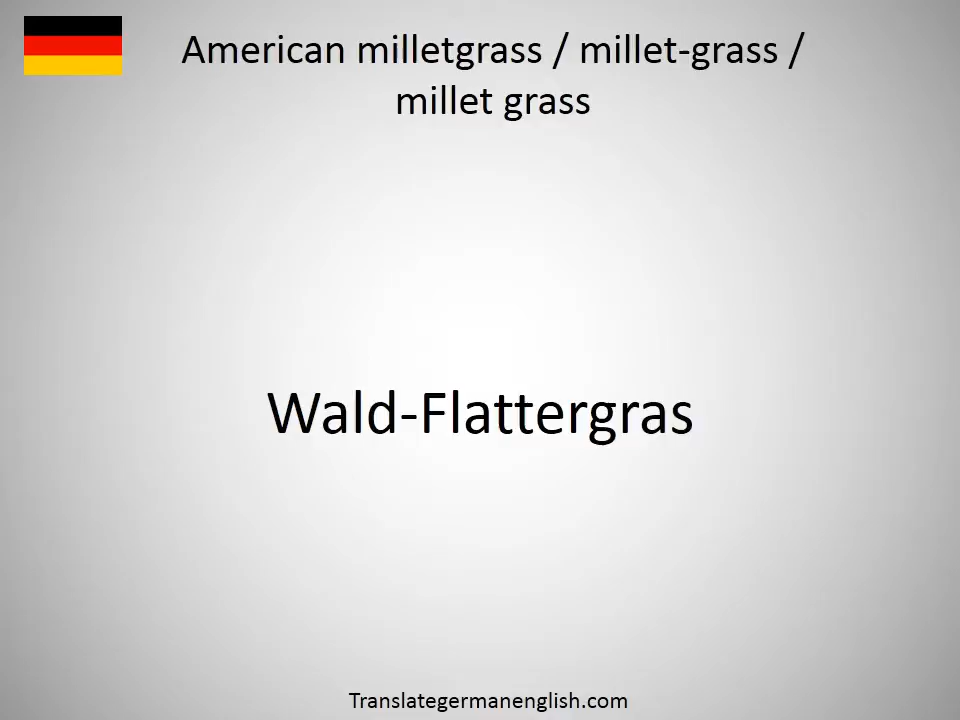 American milletgrass / millet-grass /
millet grass
Wald-Flattergras
Translategermanenglish.com